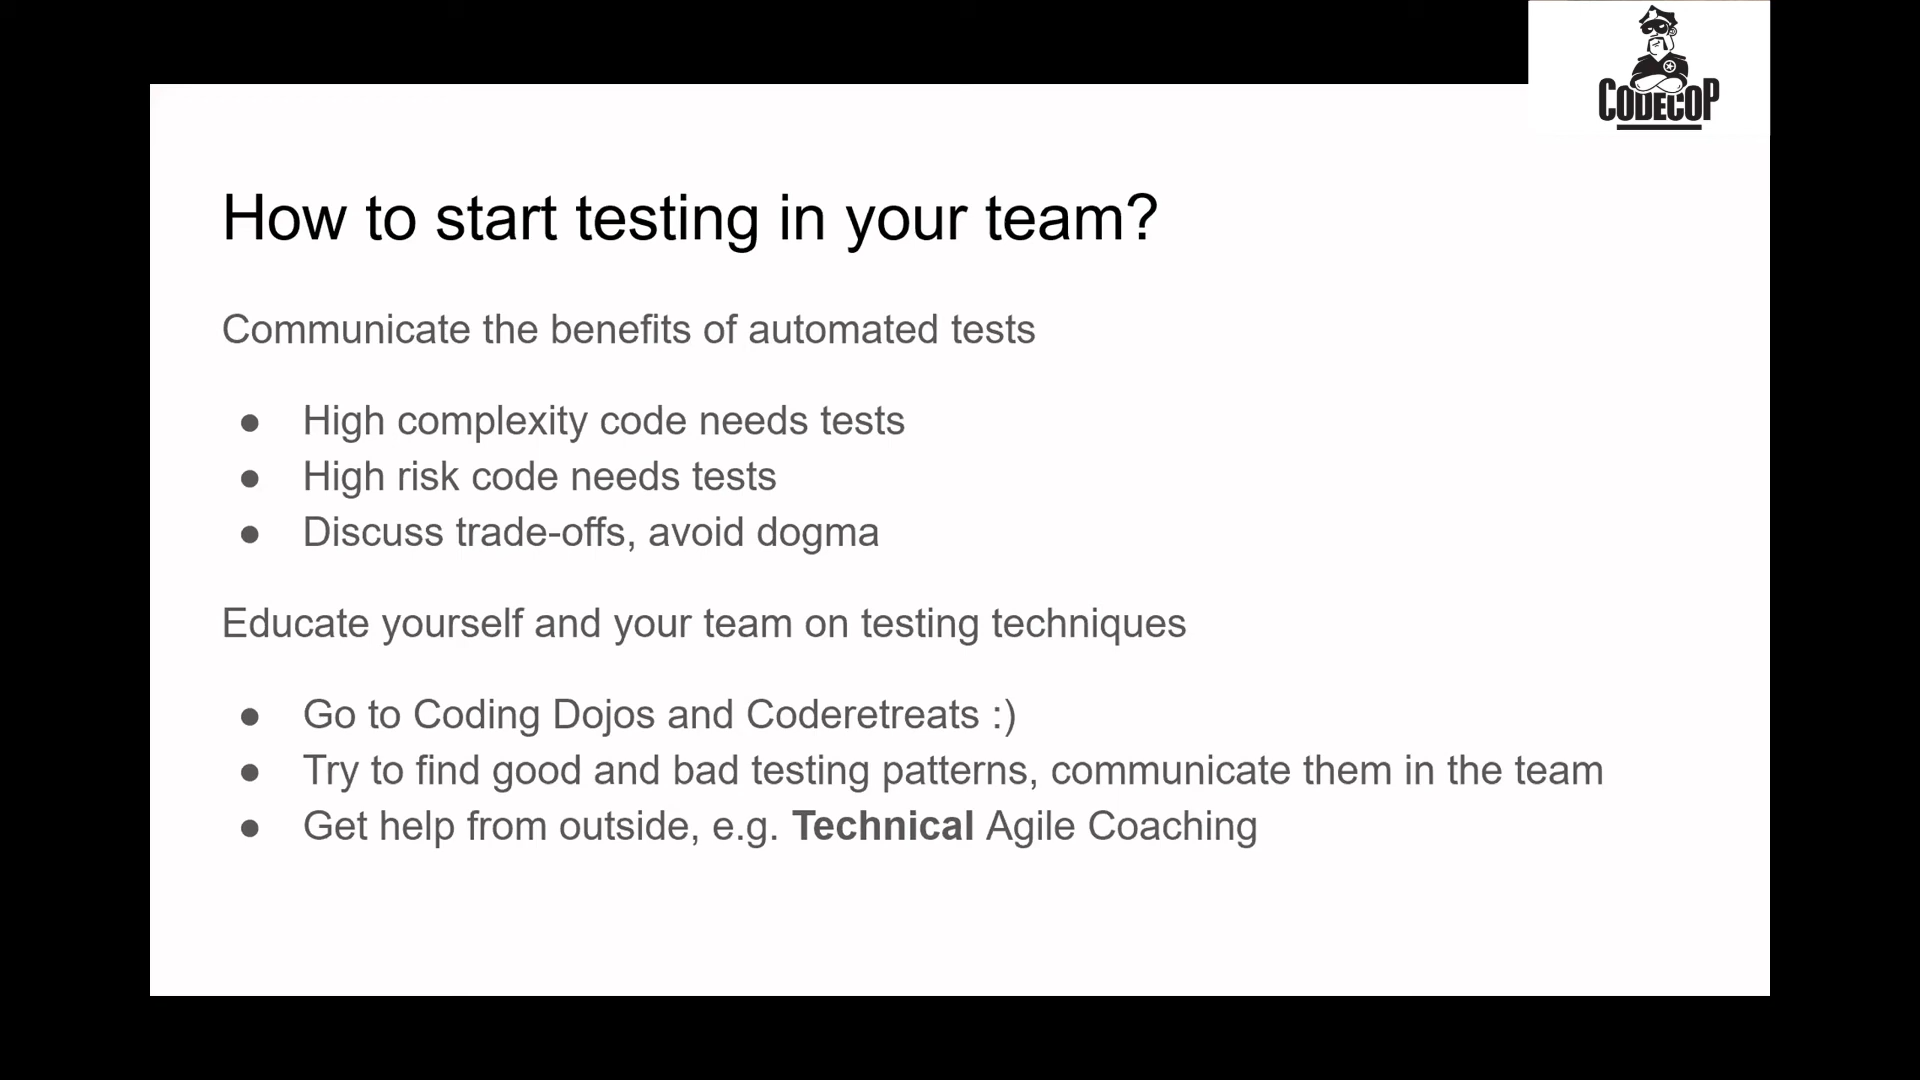 CODECOP
How to start testing in your team?
Communicate the benefits of automated tests
● High complexity code needs tests
● High risk code needs tests
● Discuss trade-offs, avoid dogma
Educate yourself and your team on testing techniques
● Go to Coding Dojos and Coderetreats :)
● Try to find good and bad testing patterns, communicate them in the team
● Get help from outside, e.g. Technical Agile Coaching